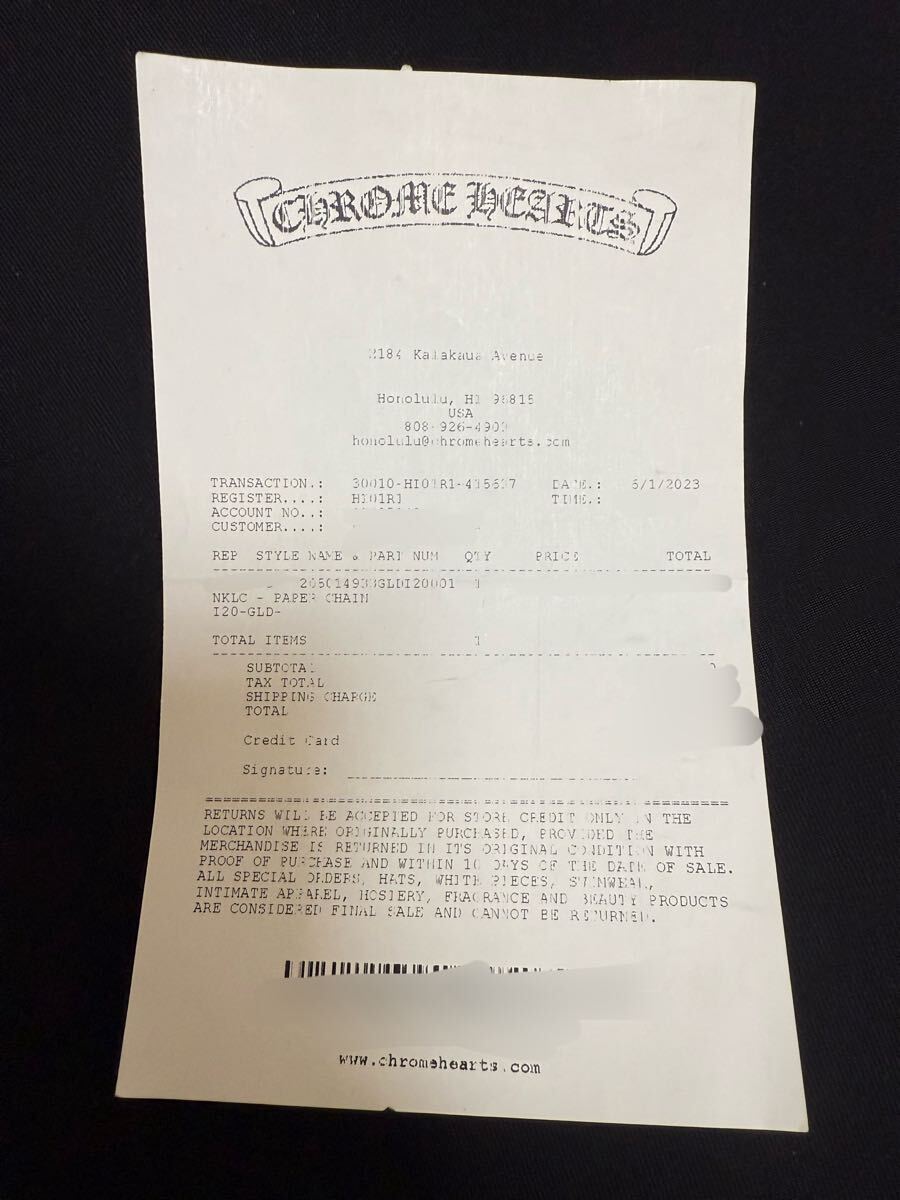 CHROME HEARTS
2184 Kalakaua Avenue
Honolulu, HI 96815
USA
808-926-4900
honolulu@chromehearts.com
TRANSACTION.: DATE.: 6/1/2023
REGISTER....: HI01R1 TIME.:
ACCOUNT NO..:
CUSTOMER....:
REP STYLE NAME & PART NUM QTY PRICE TOTAL
1
NKLC - PAPER CHAIN
I20-GLD-
TOTAL ITEMS 1
SUBTOTAL
TAX TOTAL
SHIPPING CHARGE
TOTAL
Credit Card
Signature:
RETURNS WILL BE ACCEPTED FOR STORE CREDIT ONLY IN THE
LOCATION WHERE ORIGINALLY PURCHASED, PROVIDED THE
MERCHANDISE IS RETURNED IN ITS ORIGINAL CONDITION WITH
PROOF OF PURCHASE AND WITHIN 10 DAYS OF THE DATE OF SALE.
ALL SPECIAL ORDERS, HATS, WHITE PIECES, SWIMWEAR,
INTIMATE APPAREL, HOSIERY, FRAGRANCE AND BEAUTY PRODUCTS
ARE CONSIDERED FINAL SALE AND CANNOT BE RETURNED.
www.chromehearts.com